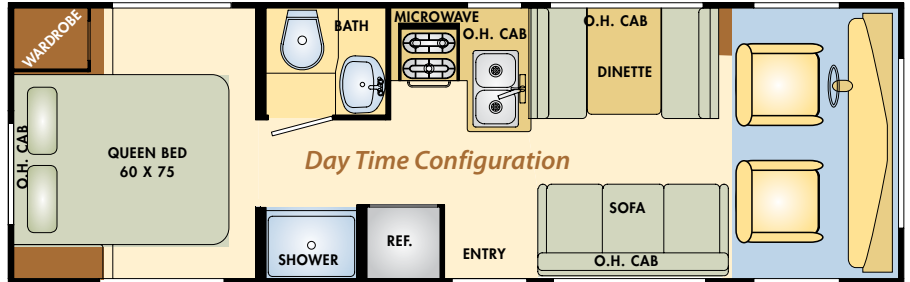 WARDROBE
BATH
MICROWAVE
O.H. CAB
O.H. CAB
DINETTE
O.H. CAB
QUEEN BED
60 X 75
Day Time Configuration
SOFA
O.H. CAB
SHOWER
REF.
ENTRY